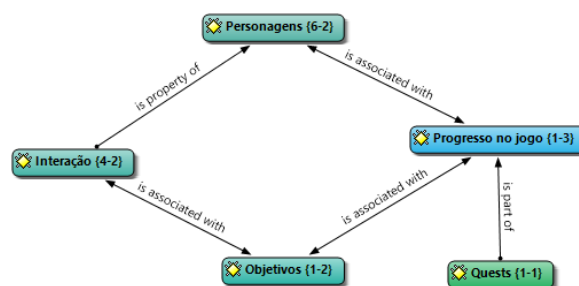 Personagens {6-2}
is property of
is associated with
Progresso no jogo {1-3}
Interação {4-2}
is associated with
is associated with
is part of
Objetivos {1-2}
Quests {1-1}